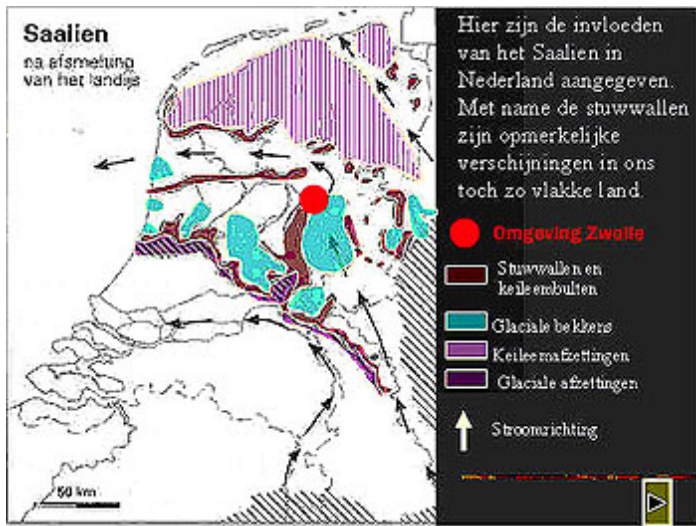 Saalien
na afsmelting
van het landijs
50 km
Hier zijn de invloeden
van het Saalien in
Nederland aangegeven.
Met name de stuwwallen
zijn opmerkelijke
verschijningen in ons
toch zo vlakke land.
Omgeving Zwolle
Stuwwallen en
keileembulten
Glaciale bekkens
Keileemafzettingen
Glaciale afzettingen
Stroomrichting